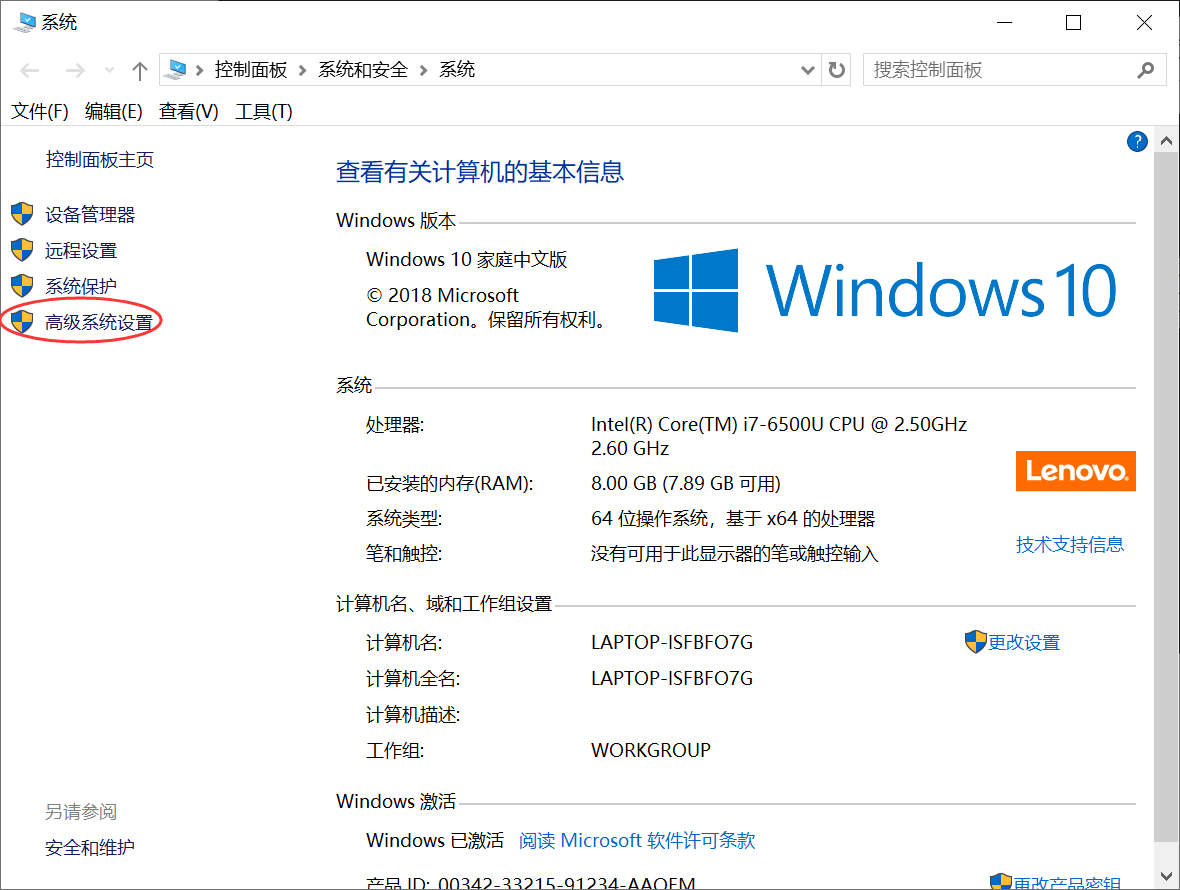 系统
控制面板 > 系统和安全 > 系统
搜索控制面板
文件(F) 编辑(E) 查看(V) 工具(T)
控制面板主页
设备管理器
远程设置
系统保护
高级系统设置
另请参阅
安全和维护
?
查看有关计算机的基本信息
Windows 版本
Windows 10 家庭中文版
© 2018 Microsoft
Corporation。保留所有权利。
Windows 10
系统
处理器: Intel(R) Core(TM) i7-6500U CPU @ 2.50GHz
2.60 GHz
已安装的内存(RAM): 8.00 GB (7.89 GB 可用)
系统类型: 64 位操作系统，基于 x64 的处理器
笔和触控: 没有可用于此显示器的笔或触控输入
Lenovo
技术支持信息
计算机名、域和工作组设置
计算机名: LAPTOP-ISFBFO7G
更改设置
计算机全名: LAPTOP-ISFBFO7G
计算机描述:
工作组: WORKGROUP
Windows 激活
Windows 已激活 阅读 Microsoft 软件许可条款
产品 ID: 00342-33215-91234-AAOEM
更改产品密钥